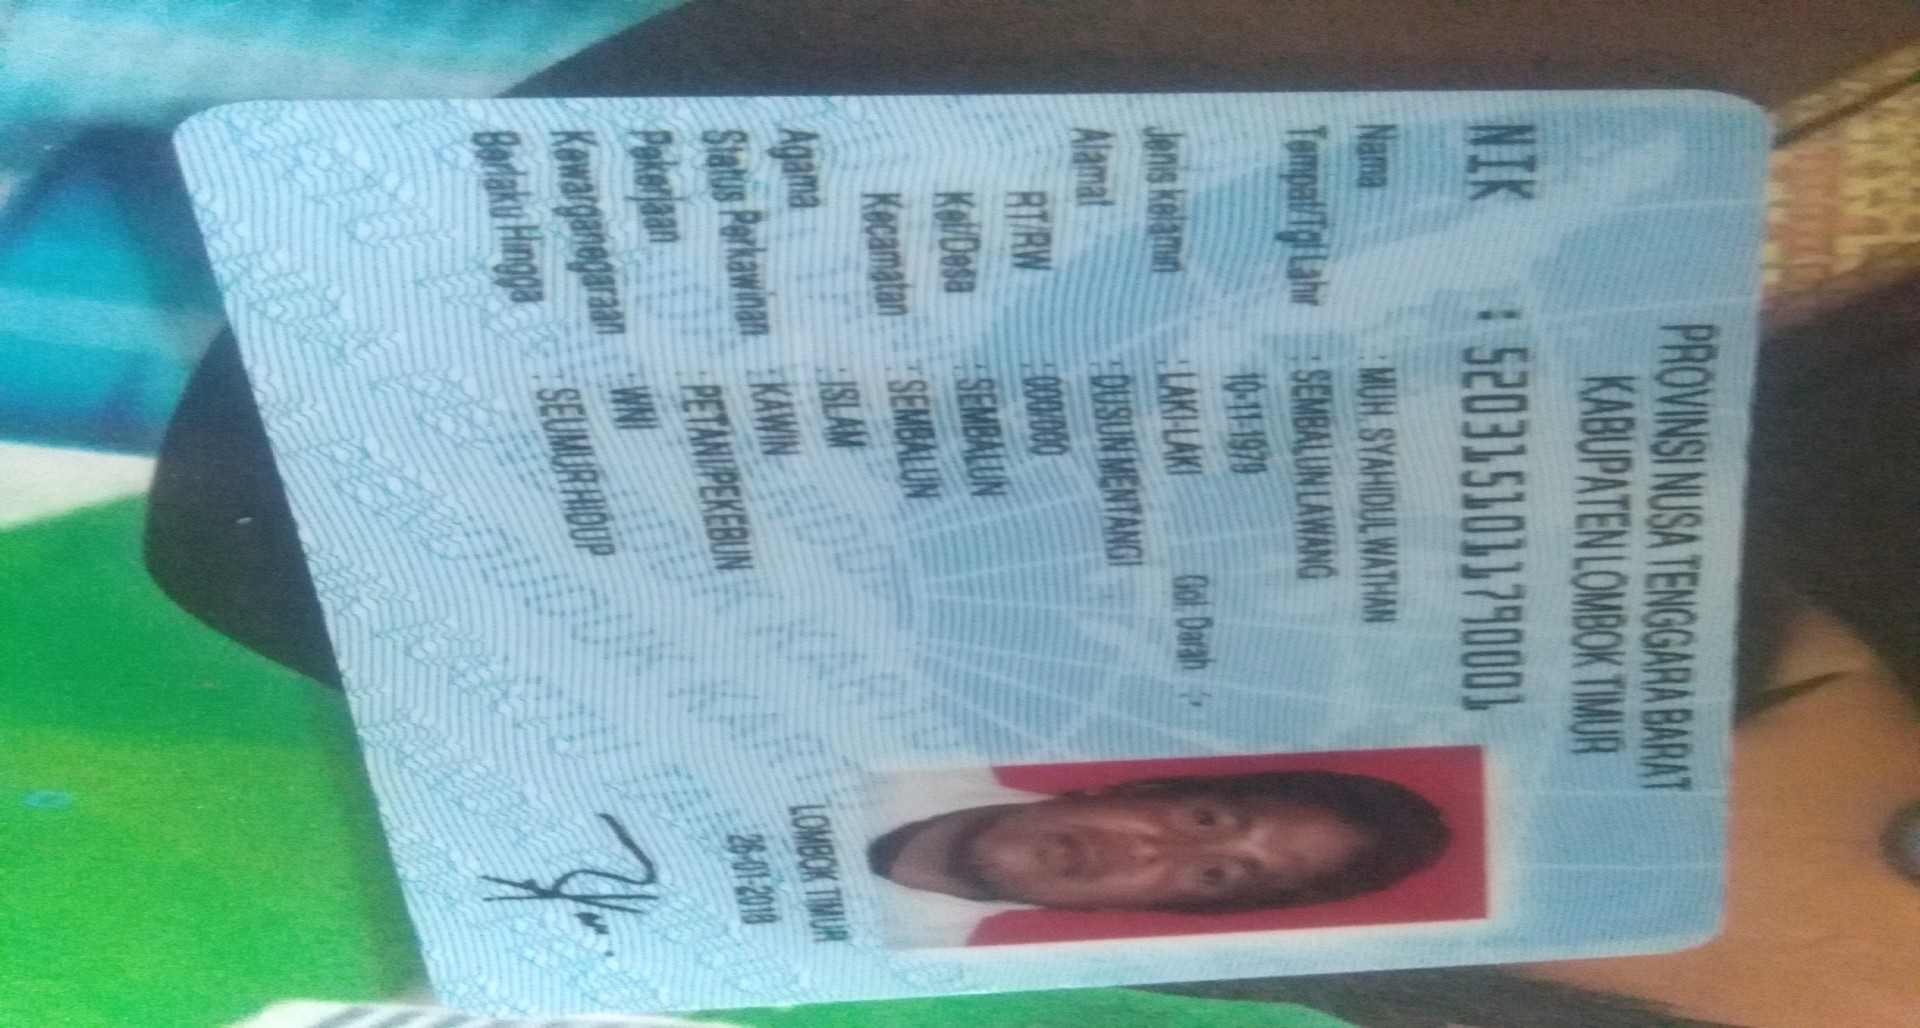 PROVINSI NUSA TENGGARA BARAT
KABUPATEN LOMBOK TIMUR
NIK : 5203151011790001
Nama : MUH. SYAHIDUL WATHAN
Tempat/Tgl Lahir : SEMBALUN LAWANG
10-11-1979
Jenis kelamin : LAKI-LAKI Gol. Darah : -
Alamat : DUSUN MENTANGI
RT/RW : /000
Kel/Desa : SEMBALUN
Kecamatan : SEMBALUN
Agama : ISLAM
Status Perkawinan : KAWIN
Pekerjaan : PETANI/PEKEBUN
Kewarganegaraan : WNI
Berlaku Hingga : SEUMUR HIDUP
LOMBOK TIMUR
26-01-2018